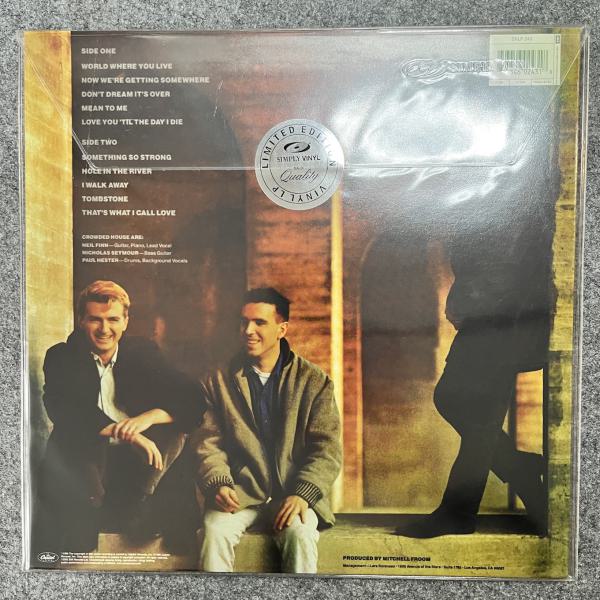 SIDE ONE
WORLD WHERE YOU LIVE
NOW WE'RE GETTING SOMEWHERE
DON'T DREAM IT'S OVER
MEAN TO ME
LOVE YOU 'TIL THE DAY I DIE
SIDE TWO
SOMETHING SO STRONG
HOLE IN THE RIVER
I WALK AWAY
TOMBSTONE
THAT'S WHAT I CALL LOVE
CROWDED HOUSE ARE:
NEIL FINN—Guitar, Piano, Lead Vocal
NICHOLAS SEYMOUR—Bass Guitar
PAUL HESTER—Drums, Background Vocals
LIMITED EDITION
SIMPLY VINYL
Quality
VINYL LP
Capitol
PRODUCED BY MITCHELL FROOM